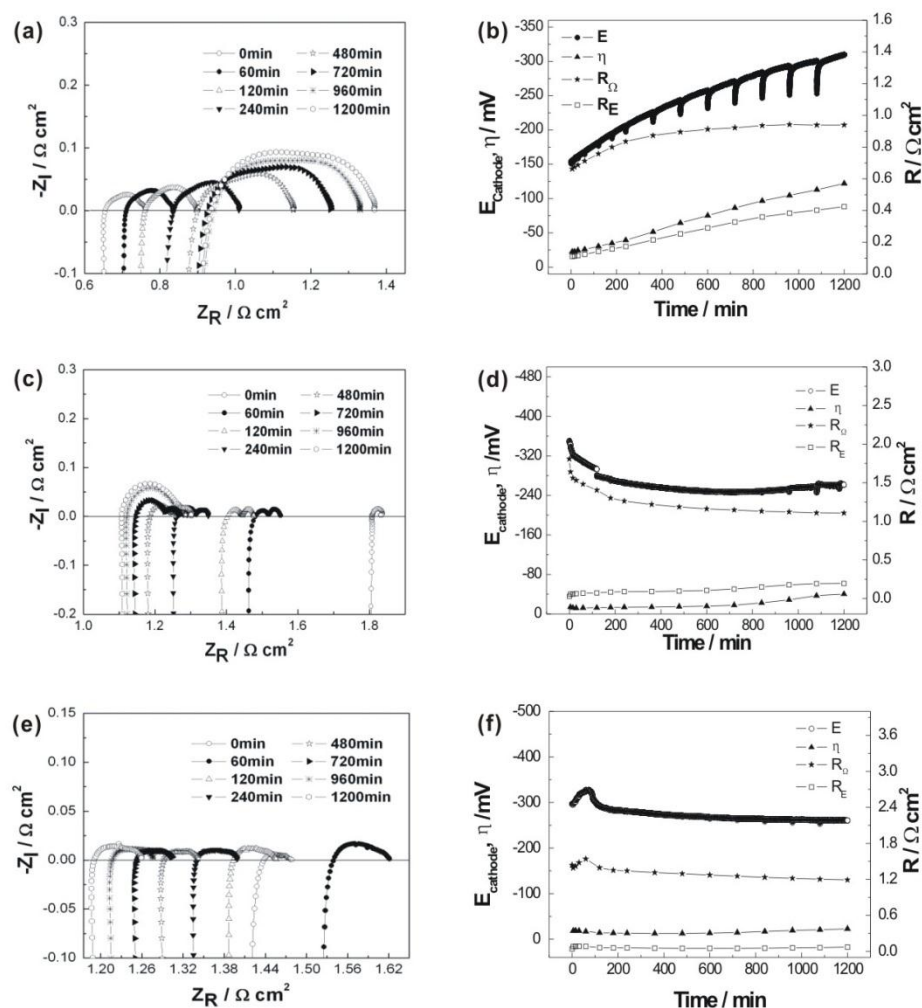 (a)
0.3
0.2
0.1
0.0
-0.1
-Z_I / Ω cm²
0min 480min
60min 720min
120min 960min
240min 1200min
0.6 0.8 1.0 1.2 1.4
Z_R / Ω cm²
(b)
-350
-300
-250
-200
-150
-100
-50
0
E_Cathode, η / mV
E
η
R_Ω
R_E
1.6
1.4
1.2
1.0
0.8
0.6
0.4
0.2
0.0
R / Ω cm²
0 200 400 600 800 1000 1200
Time / min
(c)
0.3
0.2
0.1
0.0
-0.1
-0.2
-Z_I / Ω cm²
0min 480min
60min 720min
120min 960min
240min 1200min
1.0 1.2 1.4 1.6 1.8
Z_R / Ω cm²
(d)
-480
-400
-320
-240
-160
-80
0
E_cathode, η /mV
E
η
R_Ω
R_E
3.0
2.5
2.0
1.5
1.0
0.5
0.0
R / Ω cm²
0 200 400 600 800 1000 1200
Time / min
(e)
0.15
0.10
0.05
0.00
-0.05
-0.10
-Z_I / Ω cm²
0min 480min
60min 720min
120min 960min
240min 1200min
1.20 1.26 1.32 1.38 1.44 1.50 1.56 1.62
Z_R / Ω cm²
(f)
-500
-400
-300
-200
-100
0
E_cathode, η /mV
E
η
R_Ω
R_E
3.6
3.0
2.4
1.8
1.2
0.6
0.0
R / Ω cm²
0 200 400 600 800 1000 1200
Time / min